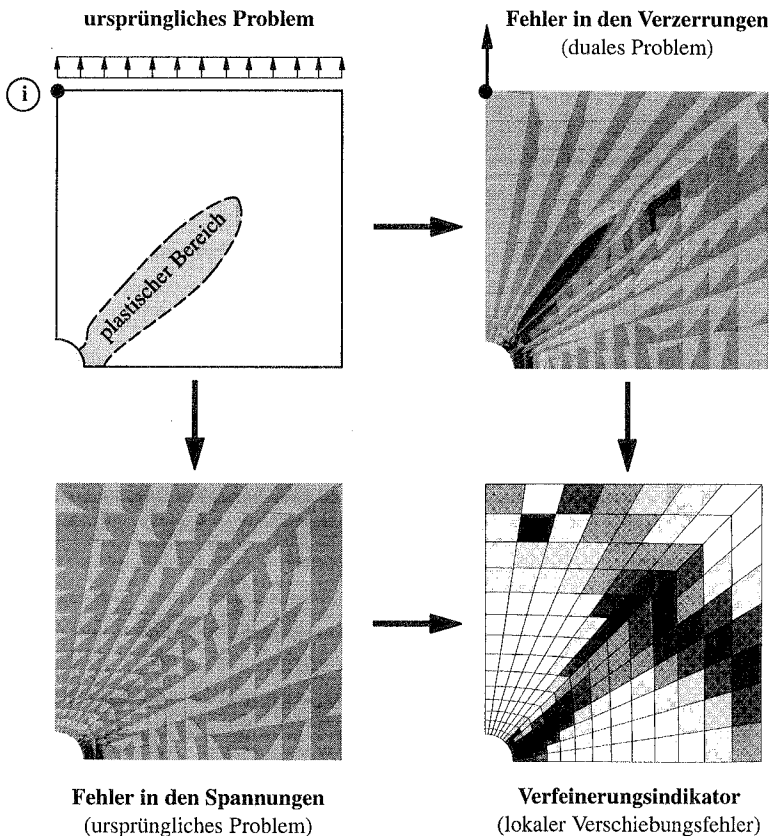 ursprüngliches Problem
Fehler in den Verzerrungen
(duales Problem)
i
plastischer Bereich
Fehler in den Spannungen
(ursprüngliches Problem)
Verfeinerungsindikator
(lokaler Verschiebungsfehler)